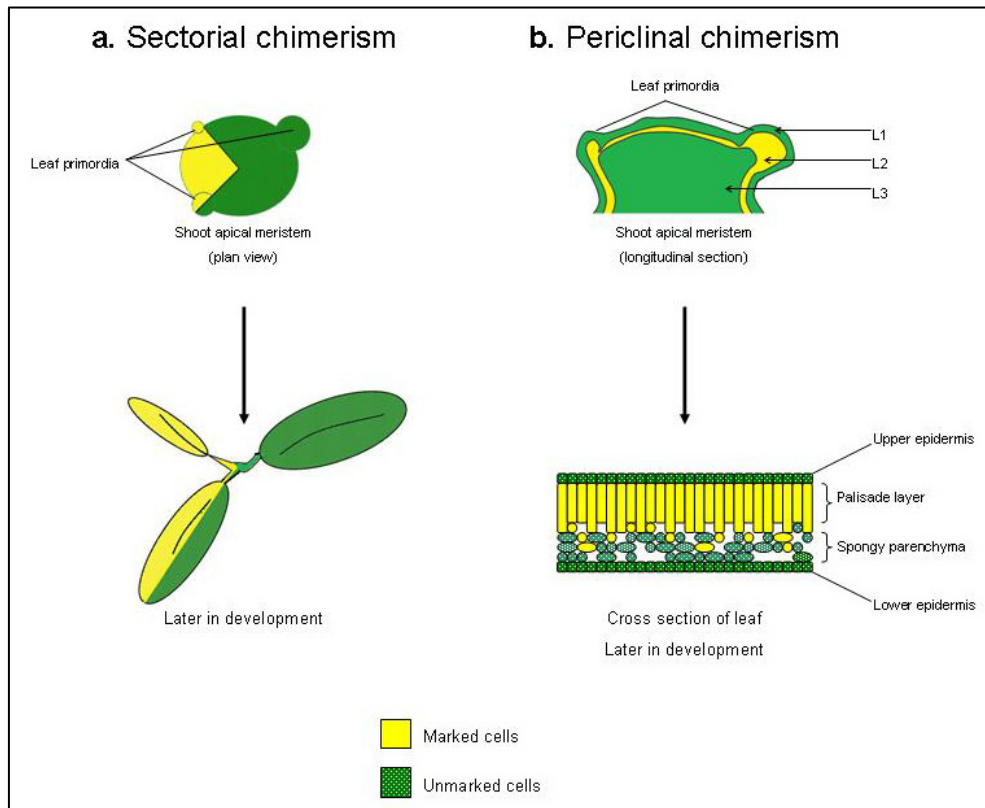 a. Sectorial chimerism
Leaf primordia
Shoot apical meristem
(plan view)
Later in development
b. Periclinal chimerism
Leaf primordia
L1
L2
L3
Shoot apical meristem
(longitudinal section)
Upper epidermis
Palisade layer
Spongy parenchyma
Lower epidermis
Cross section of leaf
Later in development
Marked cells
Unmarked cells